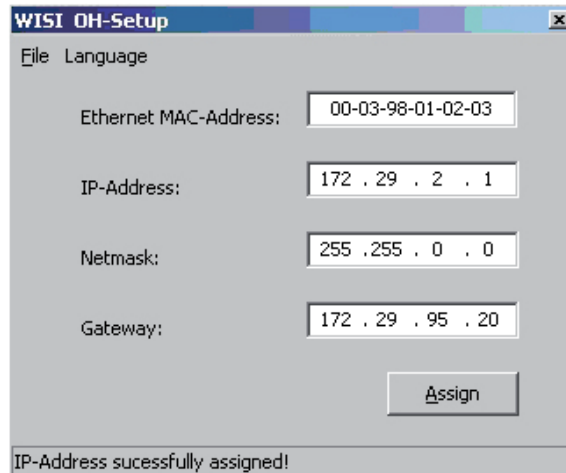 WISI OH-Setup
File Language
Ethernet MAC-Address: 00-03-98-01-02-03
IP-Address: 172 . 29 . 2 . 1
Netmask: 255 .255 . 0 . 0
Gateway: 172 . 29 . 95 . 20
Assign
IP-Address sucessfully assigned!